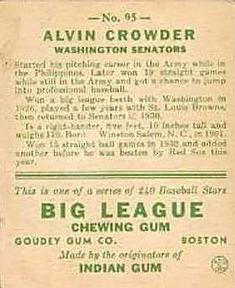 — No. 95 —
ALVIN CROWDER
WASHINGTON SENATORS
Started his pitching career in the Army while in
the Philippines. Later won 19 straight games
while still in the Army and got a chance to jump
into professional baseball.
Won a big league berth with Washington in
1926, played a few years with St. Louis Browns,
then returned to Senators in 1930.
Is a right-hander, five feet, 10 inches tall and
weighs 170. Born Winston Salem, N. C., in 1901.
Won 15 straight ball games in 1932 and added
another before he was beaten by Red Sox this
year.
This is one of a series of 240 Baseball Stars
BIG LEAGUE
CHEWING GUM
GOUDEY GUM CO. BOSTON
Made by the originators of
INDIAN GUM